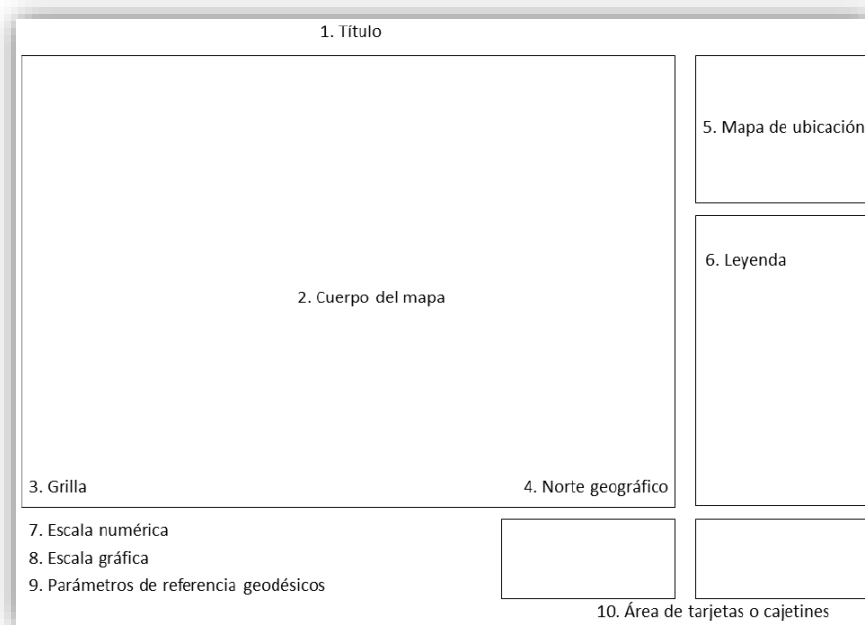 1. Título
5. Mapa de ubicación
6. Leyenda
2. Cuerpo del mapa
3. Grilla
4. Norte geográfico
7. Escala numérica
8. Escala gráfica
9. Parámetros de referencia geodésicos
10. Área de tarjetas o cajetines